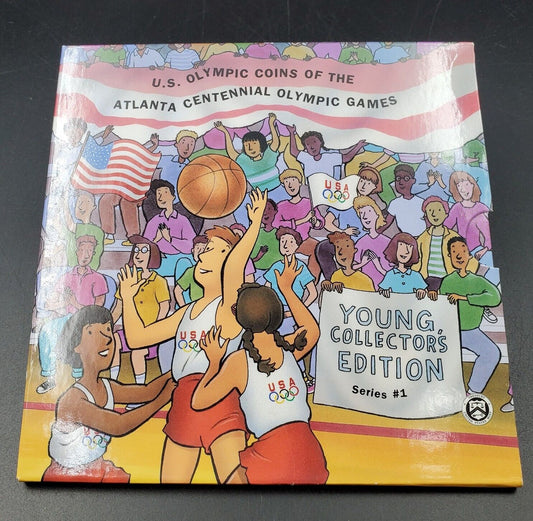 U.S. OLYMPIC COINS OF THE
ATLANTA CENTENNIAL OLYMPIC GAMES
USA
YOUNG
COLLECTOR'S
EDITION
Series #1
USA
USA
USA